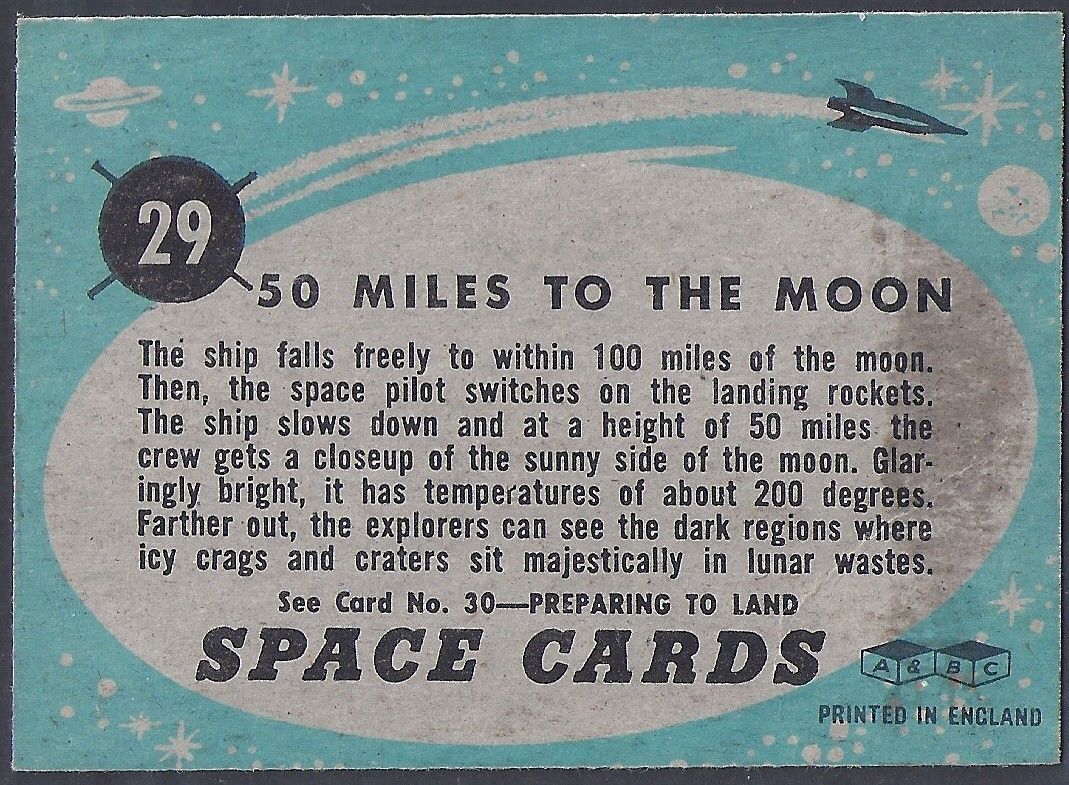 29
50 MILES TO THE MOON
The ship falls freely to within 100 miles of the moon.
Then, the space pilot switches on the landing rockets.
The ship slows down and at a height of 50 miles the
crew gets a closeup of the sunny side of the moon. Glar-
ingly bright, it has temperatures of about 200 degrees.
Farther out, the explorers can see the dark regions where
icy crags and craters sit majestically in lunar wastes.
See Card No. 30—PREPARING TO LAND
SPACE CARDS
A & B C
PRINTED IN ENGLAND